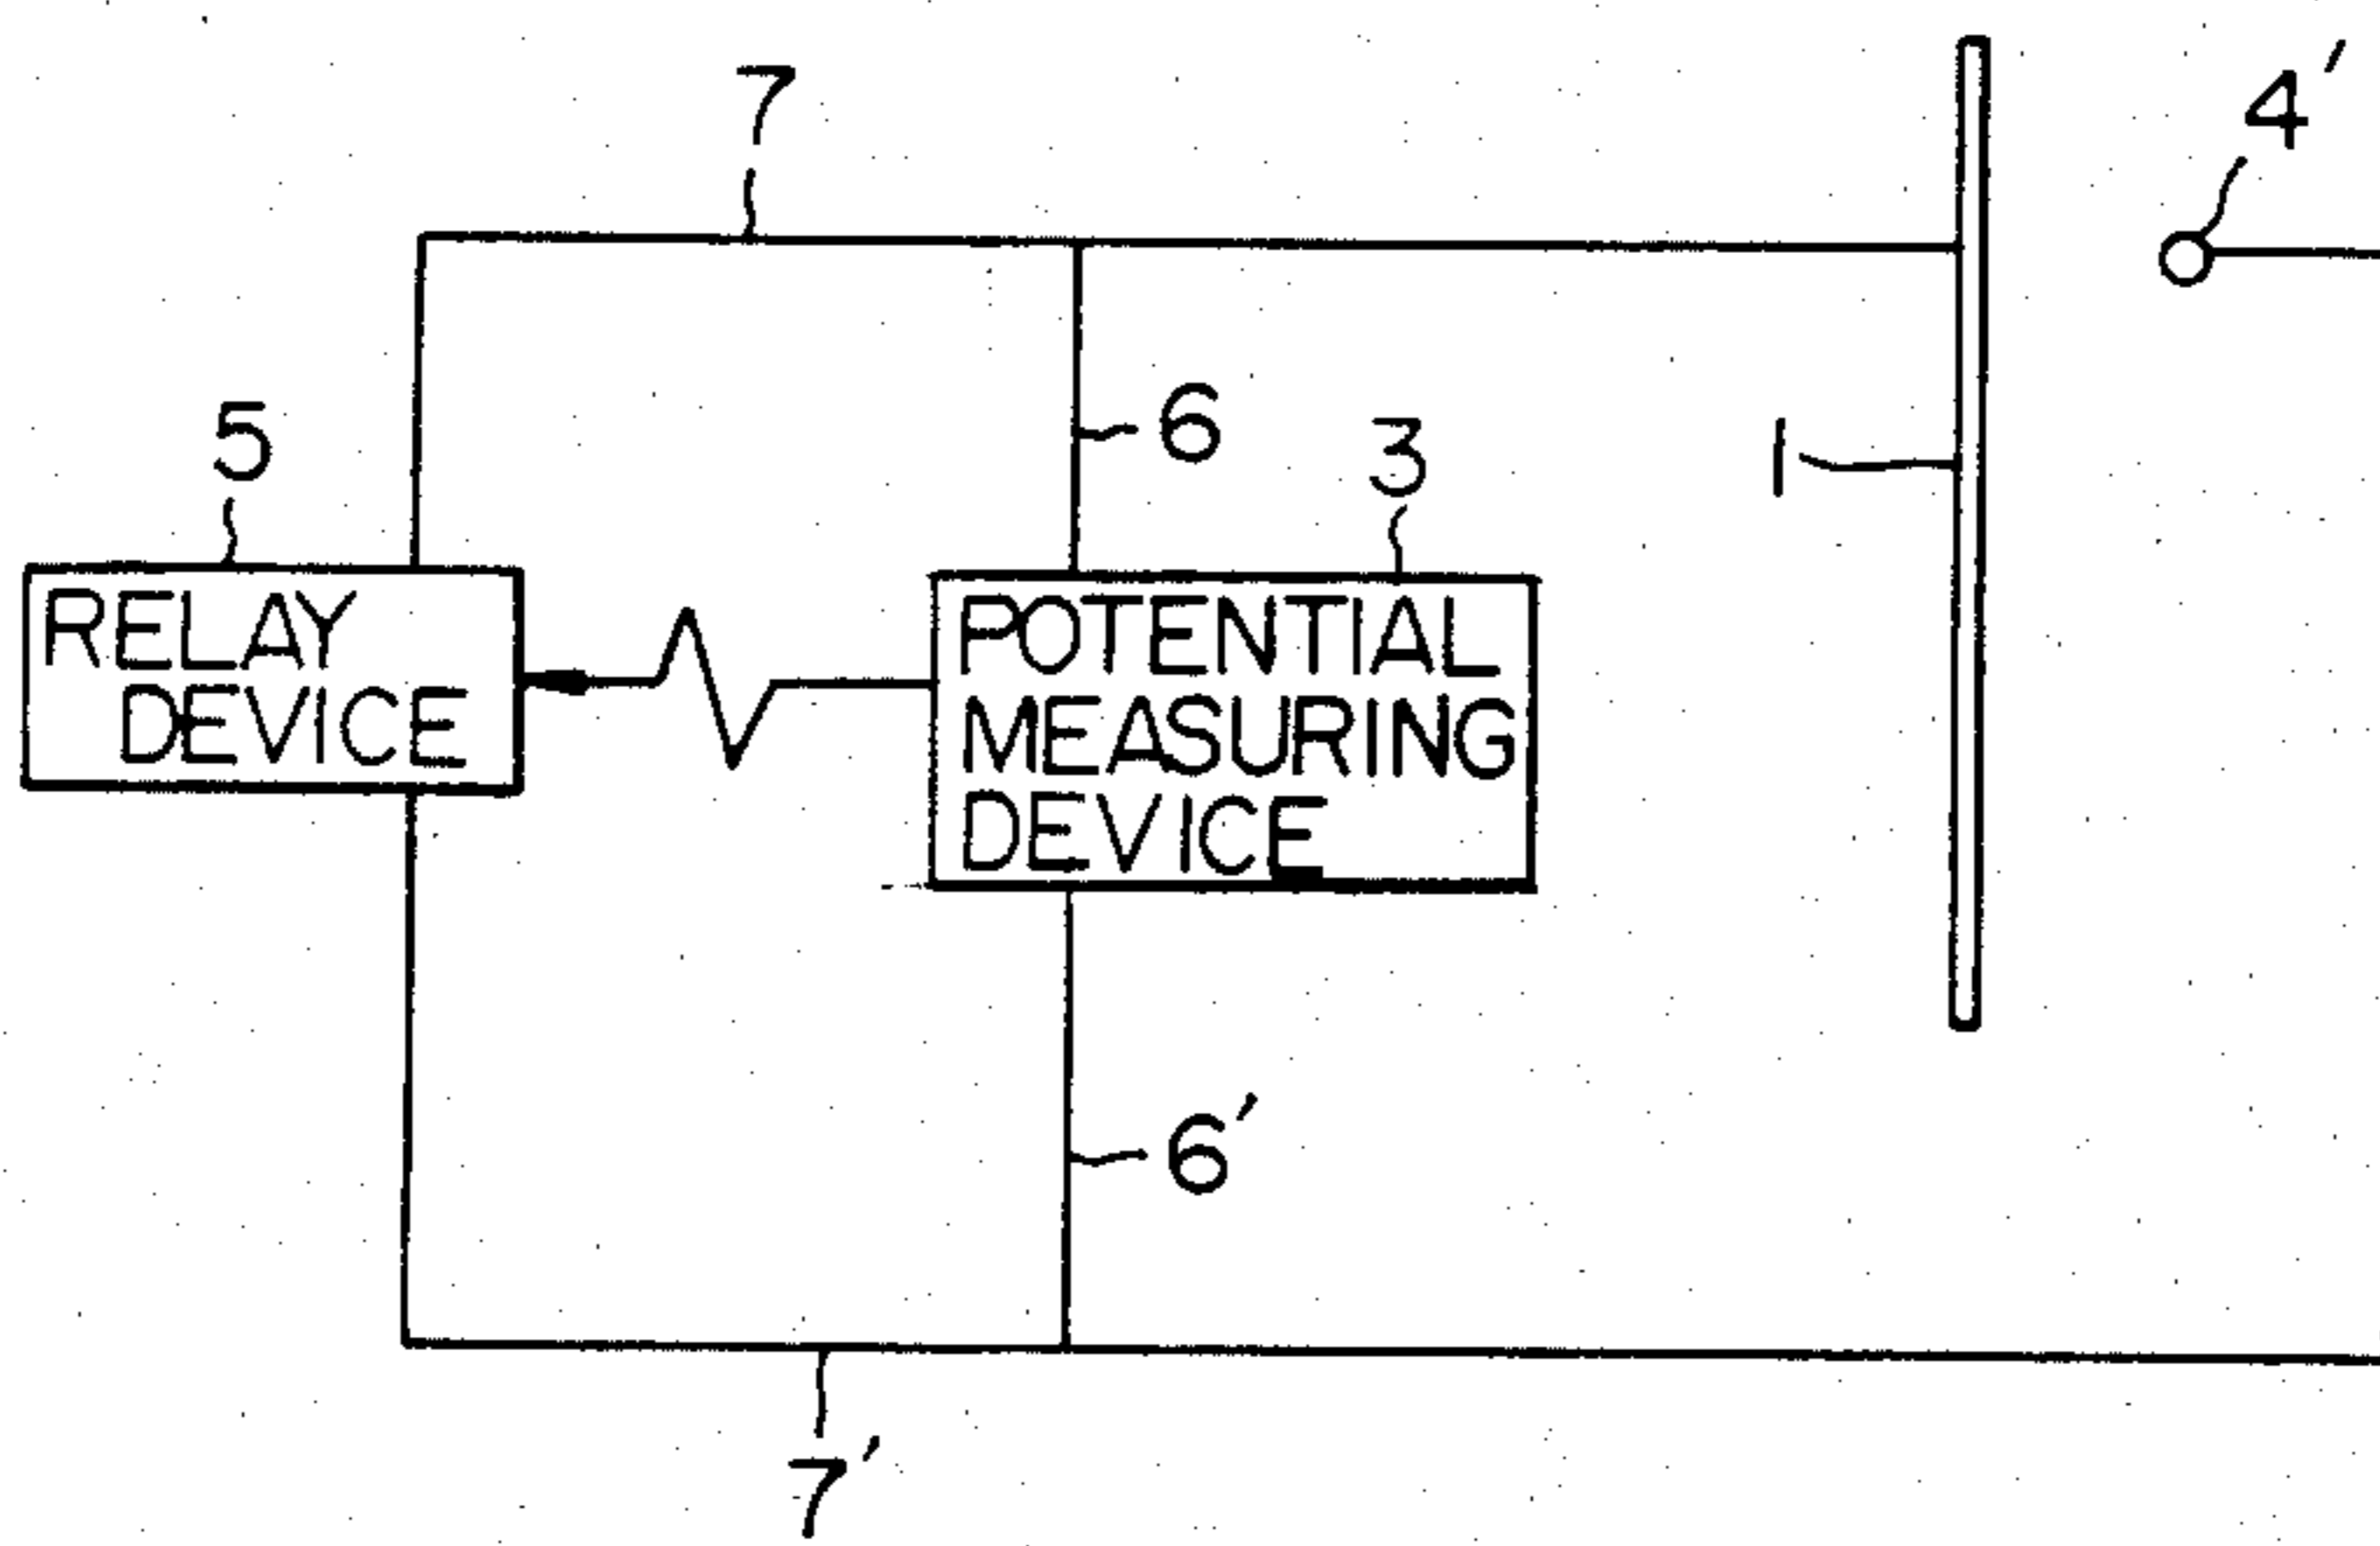 7
4'
5
6
3
1
RELAY
DEVICE
POTENTIAL
MEASURING
DEVICE
6'
7'